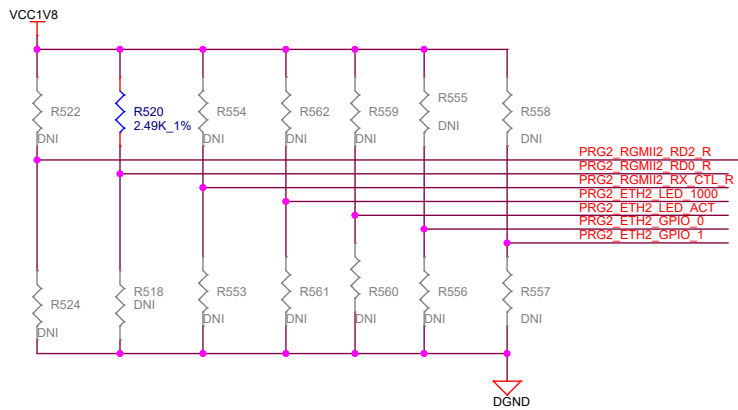 VCC1V8
R522
DNI
R520
2.49K_1%
R554
DNI
R562
DNI
R559
DNI
R555
DNI
R558
DNI
PRG2_RGMII2_RD2_R
PRG2_RGMII2_RD0_R
PRG2_RGMII2_RX_CTL_R
PRG2_ETH2_LED_1000
PRG2_ETH2_LED_ACT
PRG2_ETH2_GPIO_0
PRG2_ETH2_GPIO_1
R524
DNI
R518
DNI
R553
DNI
R561
DNI
R560
DNI
R556
DNI
R557
DNI
DGND